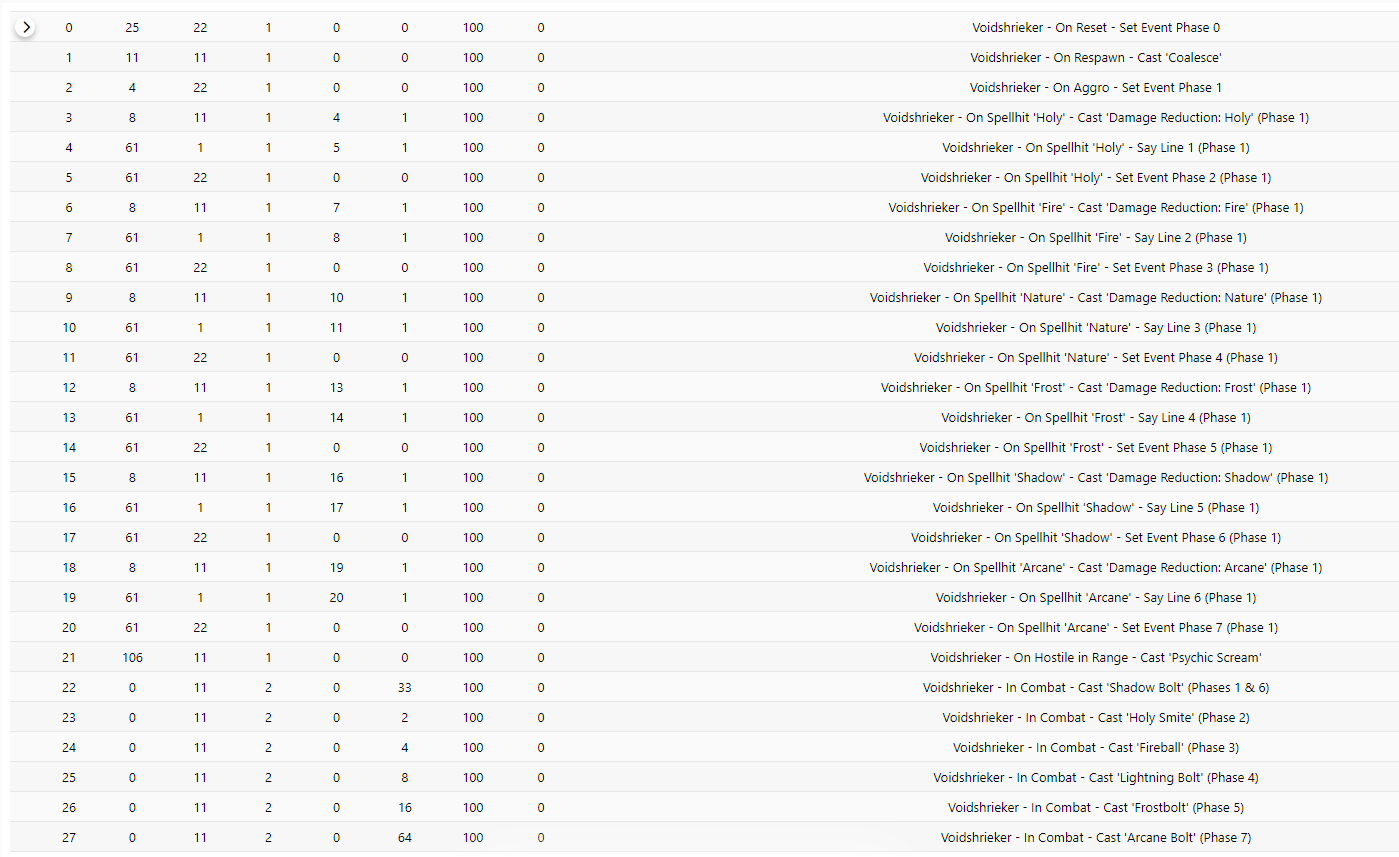 0 25 22 1 0 0 100 0 Voidshrieker - On Reset - Set Event Phase 0
1 11 11 1 0 0 100 0 Voidshrieker - On Respawn - Cast 'Coalesce'
2 4 22 1 0 0 100 0 Voidshrieker - On Aggro - Set Event Phase 1
3 8 11 1 4 1 100 0 Voidshrieker - On Spellhit 'Holy' - Cast 'Damage Reduction: Holy' (Phase 1)
4 61 1 1 5 1 100 0 Voidshrieker - On Spellhit 'Holy' - Say Line 1 (Phase 1)
5 61 22 1 0 0 100 0 Voidshrieker - On Spellhit 'Holy' - Set Event Phase 2 (Phase 1)
6 8 11 1 7 1 100 0 Voidshrieker - On Spellhit 'Fire' - Cast 'Damage Reduction: Fire' (Phase 1)
7 61 1 1 8 1 100 0 Voidshrieker - On Spellhit 'Fire' - Say Line 2 (Phase 1)
8 61 22 1 0 0 100 0 Voidshrieker - On Spellhit 'Fire' - Set Event Phase 3 (Phase 1)
9 8 11 1 10 1 100 0 Voidshrieker - On Spellhit 'Nature' - Cast 'Damage Reduction: Nature' (Phase 1)
10 61 1 1 11 1 100 0 Voidshrieker - On Spellhit 'Nature' - Say Line 3 (Phase 1)
11 61 22 1 0 0 100 0 Voidshrieker - On Spellhit 'Nature' - Set Event Phase 4 (Phase 1)
12 8 11 1 13 1 100 0 Voidshrieker - On Spellhit 'Frost' - Cast 'Damage Reduction: Frost' (Phase 1)
13 61 1 1 14 1 100 0 Voidshrieker - On Spellhit 'Frost' - Say Line 4 (Phase 1)
14 61 22 1 0 0 100 0 Voidshrieker - On Spellhit 'Frost' - Set Event Phase 5 (Phase 1)
15 8 11 1 16 1 100 0 Voidshrieker - On Spellhit 'Shadow' - Cast 'Damage Reduction: Shadow' (Phase 1)
16 61 1 1 17 1 100 0 Voidshrieker - On Spellhit 'Shadow' - Say Line 5 (Phase 1)
17 61 22 1 0 0 100 0 Voidshrieker - On Spellhit 'Shadow' - Set Event Phase 6 (Phase 1)
18 8 11 1 19 1 100 0 Voidshrieker - On Spellhit 'Arcane' - Cast 'Damage Reduction: Arcane' (Phase 1)
19 61 1 1 20 1 100 0 Voidshrieker - On Spellhit 'Arcane' - Say Line 6 (Phase 1)
20 61 22 1 0 0 100 0 Voidshrieker - On Spellhit 'Arcane' - Set Event Phase 7 (Phase 1)
21 106 11 1 0 0 100 0 Voidshrieker - On Hostile in Range - Cast 'Psychic Scream'
22 0 11 2 0 33 100 0 Voidshrieker - In Combat - Cast 'Shadow Bolt' (Phases 1 & 6)
23 0 11 2 0 2 100 0 Voidshrieker - In Combat - Cast 'Holy Smite' (Phase 2)
24 0 11 2 0 4 100 0 Voidshrieker - In Combat - Cast 'Fireball' (Phase 3)
25 0 11 2 0 8 100 0 Voidshrieker - In Combat - Cast 'Lightning Bolt' (Phase 4)
26 0 11 2 0 16 100 0 Voidshrieker - In Combat - Cast 'Frostbolt' (Phase 5)
27 0 11 2 0 64 100 0 Voidshrieker - In Combat - Cast 'Arcane Bolt' (Phase 7)